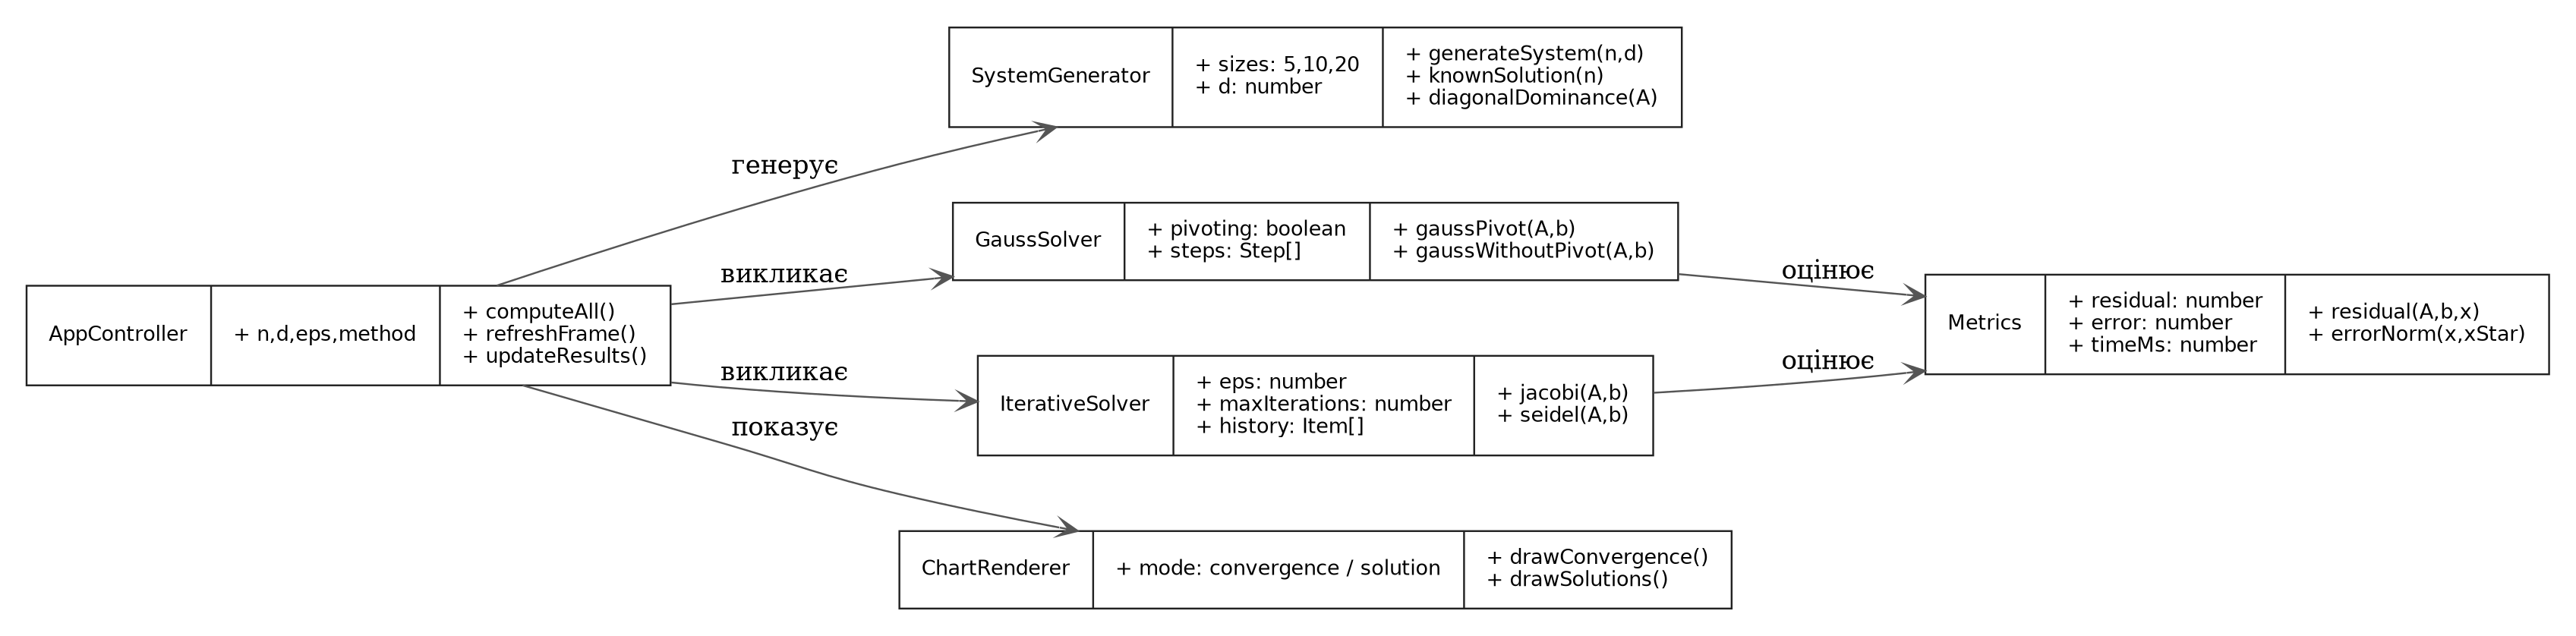 SystemGenerator
+ sizes: 5,10,20
+ d: number
+ generateSystem(n,d)
+ knownSolution(n)
+ diagonalDominance(A)
генерує
GaussSolver
+ pivoting: boolean
+ steps: Step[]
+ gaussPivot(A,b)
+ gaussWithoutPivot(A,b)
викликає
оцінює
AppController
+ n,d,eps,method
+ computeAll()
+ refreshFrame()
+ updateResults()
Metrics
+ residual: number
+ error: number
+ timeMs: number
+ residual(A,b,x)
+ errorNorm(x,xStar)
викликає
оцінює
IterativeSolver
+ eps: number
+ maxIterations: number
+ history: Item[]
+ jacobi(A,b)
+ seidel(A,b)
показує
ChartRenderer
+ mode: convergence / solution
+ drawConvergence()
+ drawSolutions()